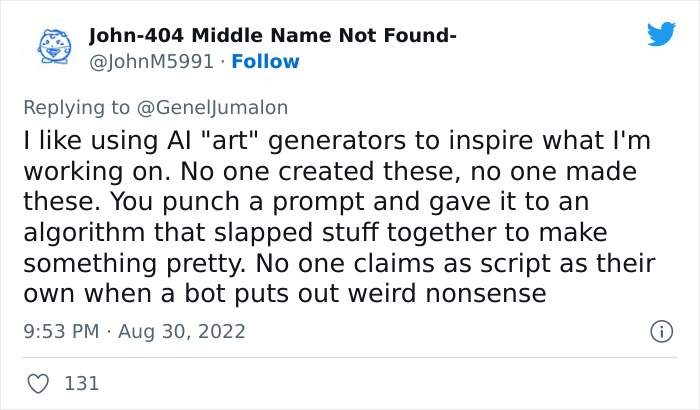 John-404 Middle Name Not Found-
@JohnM5991 · Follow
Replying to @GenelJumalon
I like using AI "art" generators to inspire what I'm
working on. No one created these, no one made
these. You punch a prompt and gave it to an
algorithm that slapped stuff together to make
something pretty. No one claims as script as their
own when a bot puts out weird nonsense
9:53 PM · Aug 30, 2022
131